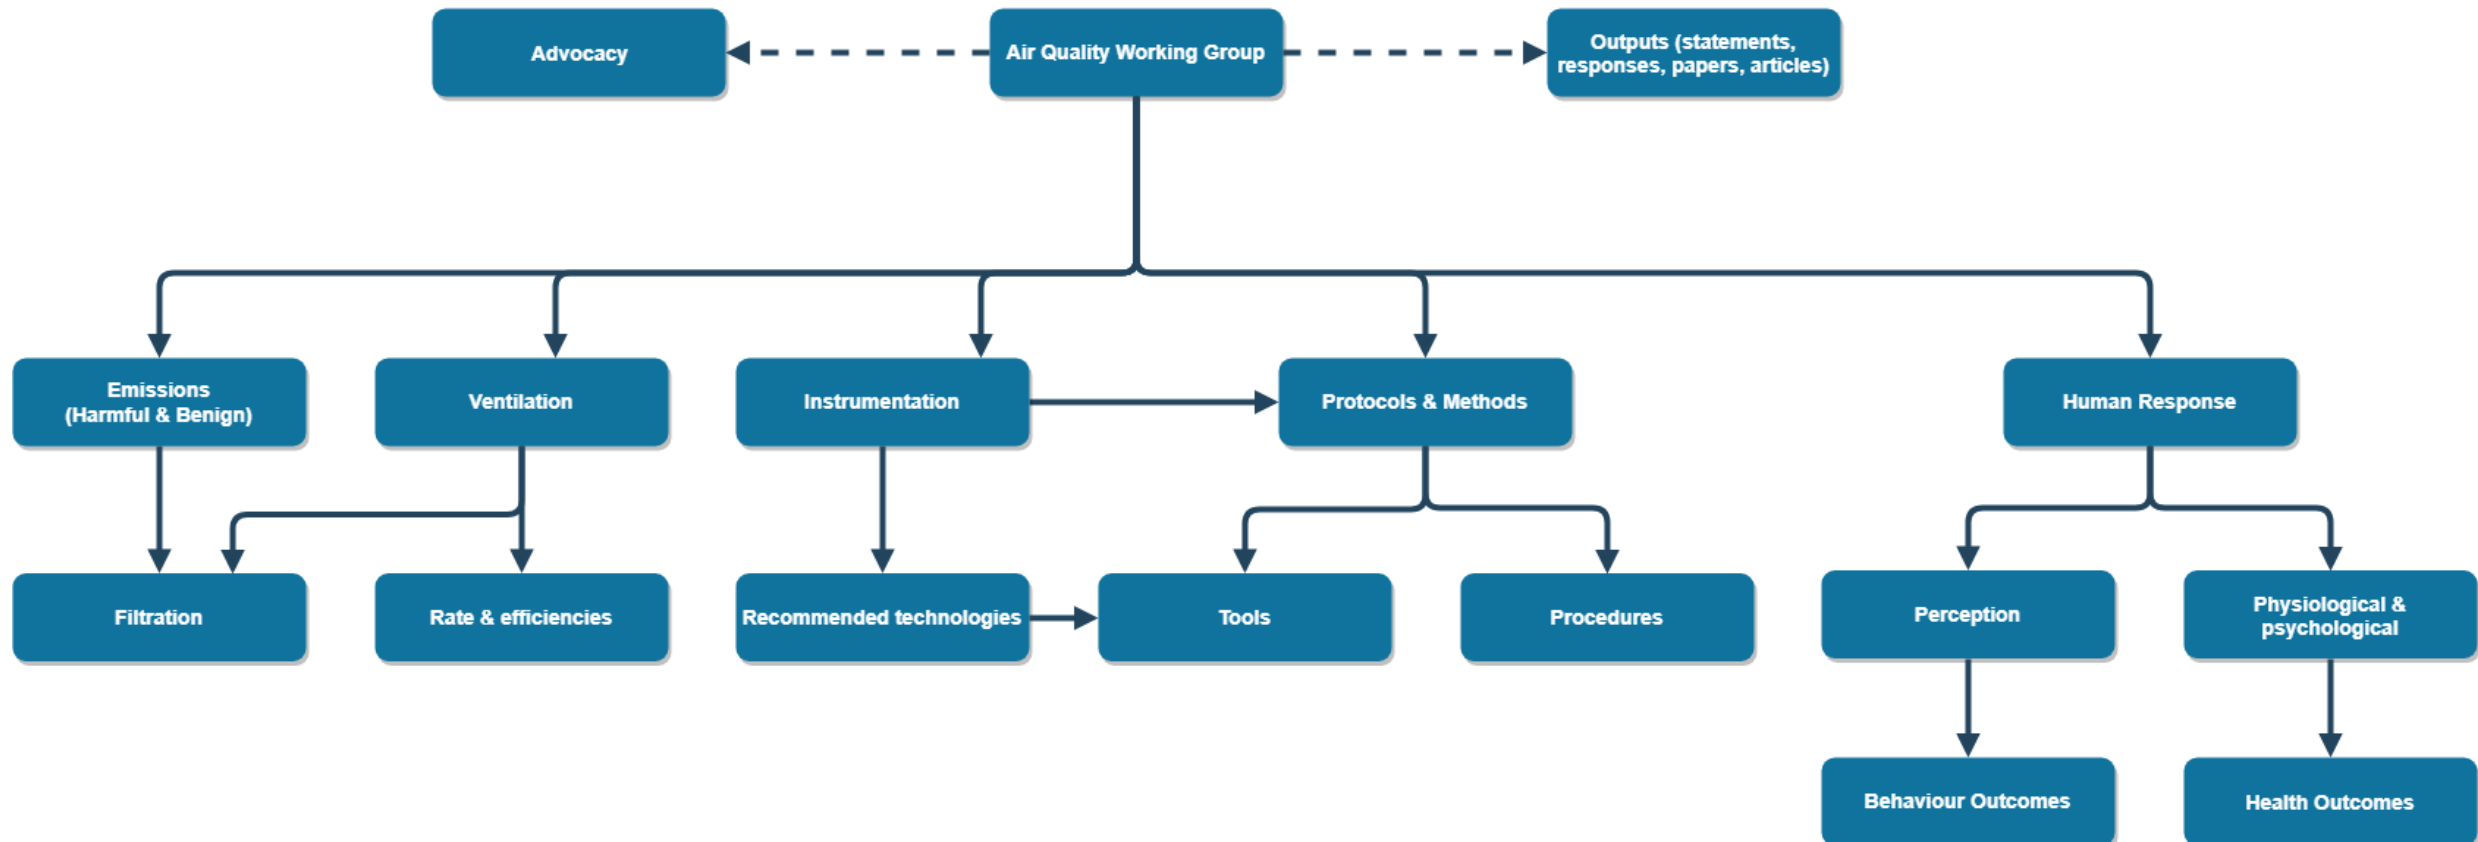 Advocacy
Air Quality Working Group
Outputs (statements,
responses, papers, articles)
Emissions
(Harmful & Benign)
Ventilation
Instrumentation
Protocols & Methods
Human Response
Filtration
Rate & efficiencies
Recommended technologies
Tools
Procedures
Perception
Physiological &
psychological
Behaviour Outcomes
Health Outcomes